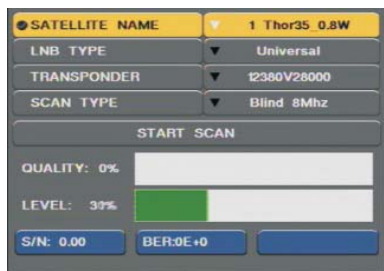 SATELLITE NAME 1 Thor35_0.8W
LNB TYPE Universal
TRANSPONDER 12380V28000
SCAN TYPE Blind 8Mhz
START SCAN
QUALITY: 0%
LEVEL: 30%
S/N: 0.00 BER:0E+0